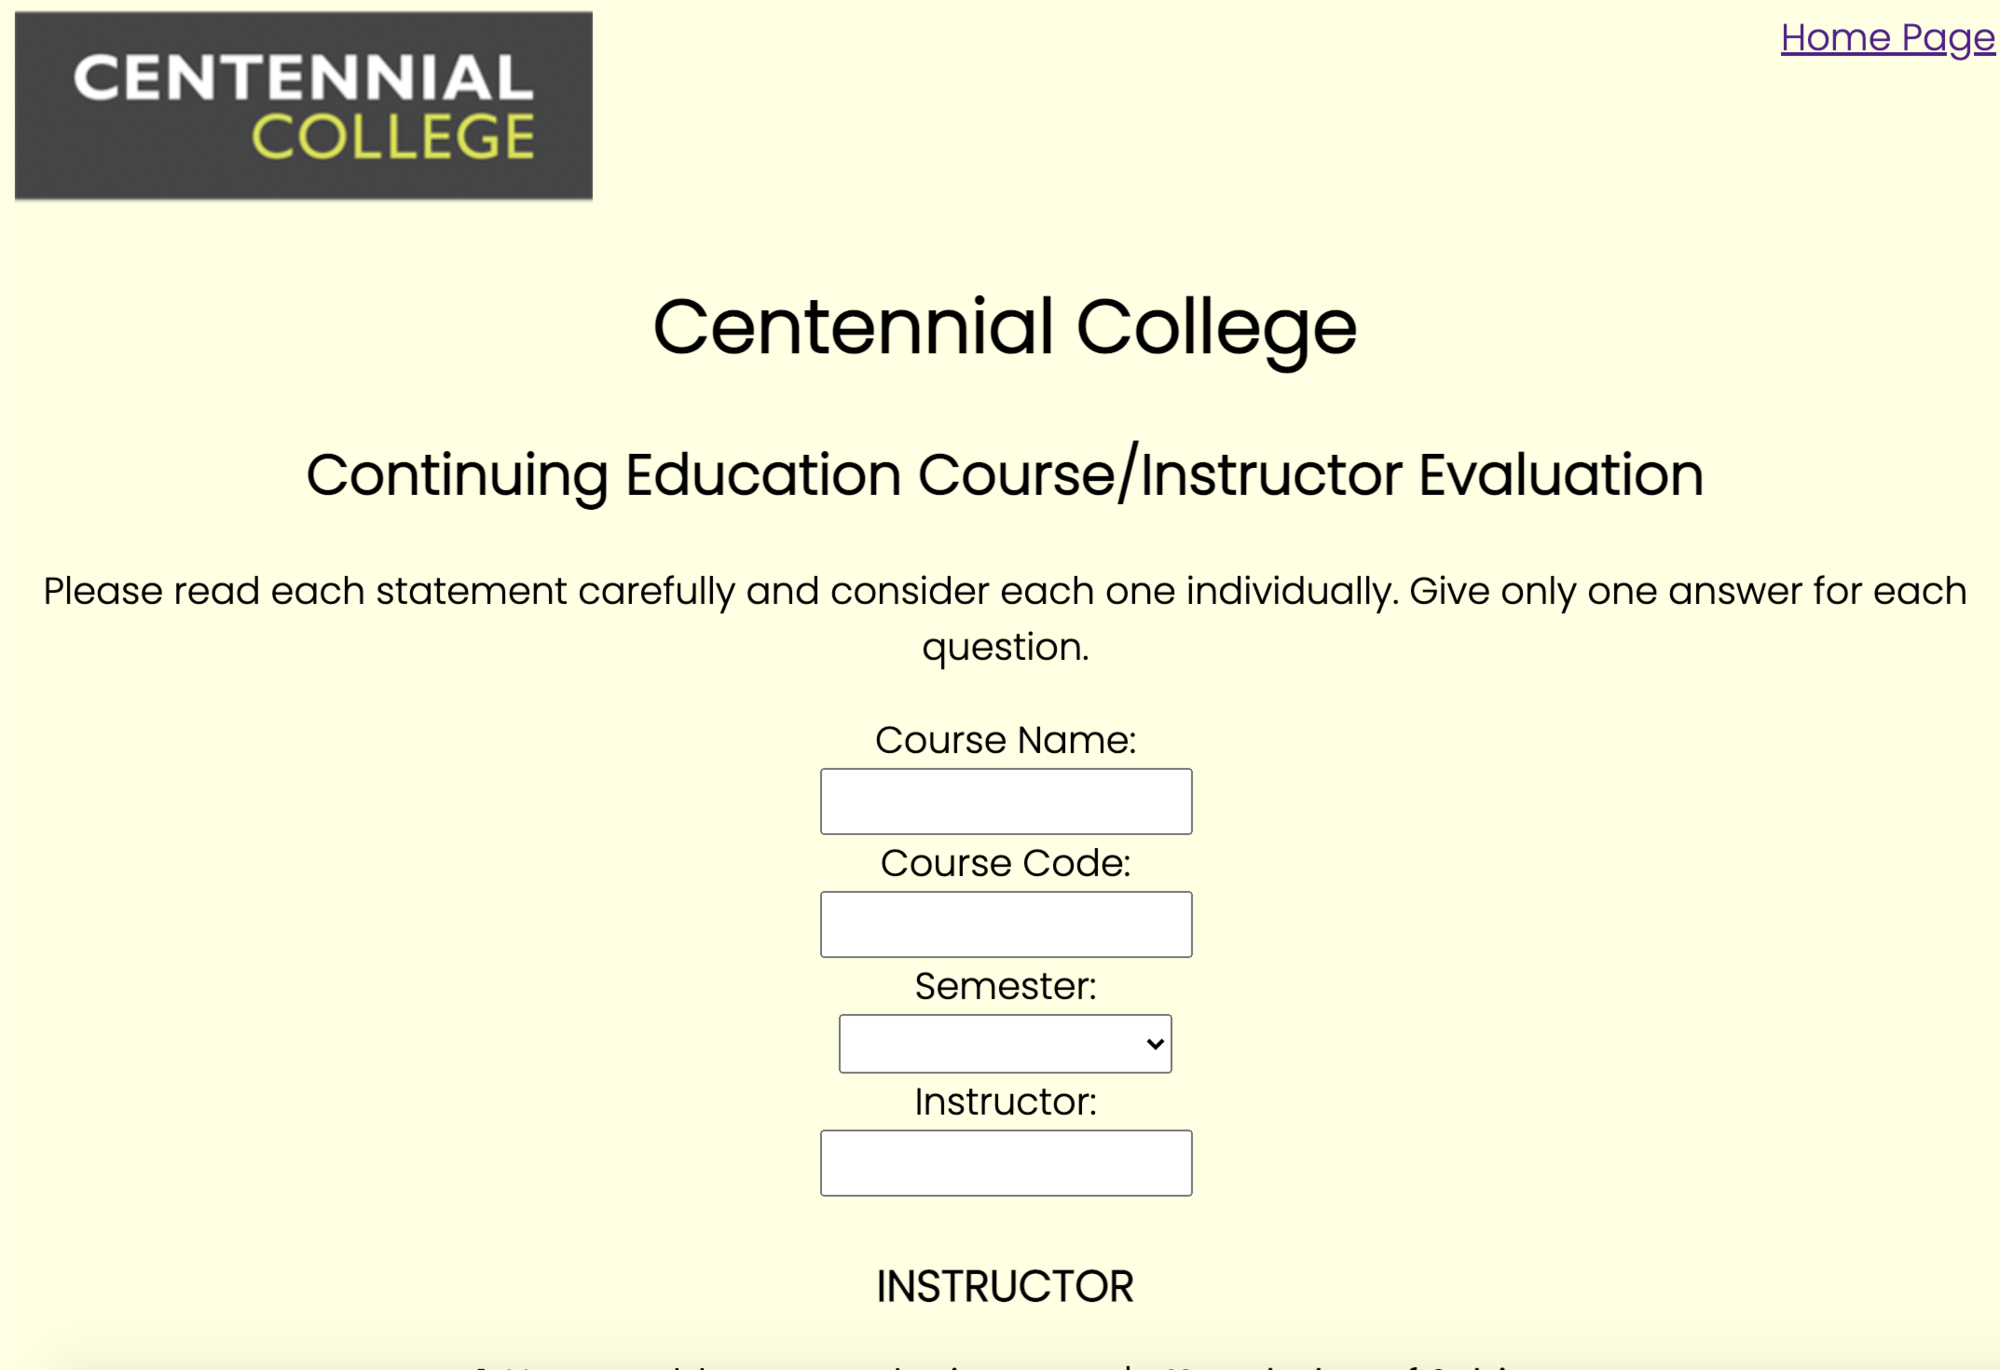 CENTENNIAL
COLLEGE
Home Page
Centennial College
Continuing Education Course/Instructor Evaluation
Please read each statement carefully and consider each one individually. Give only one answer for each
question.
Course Name:
Course Code:
Semester:
Instructor:
INSTRUCTOR